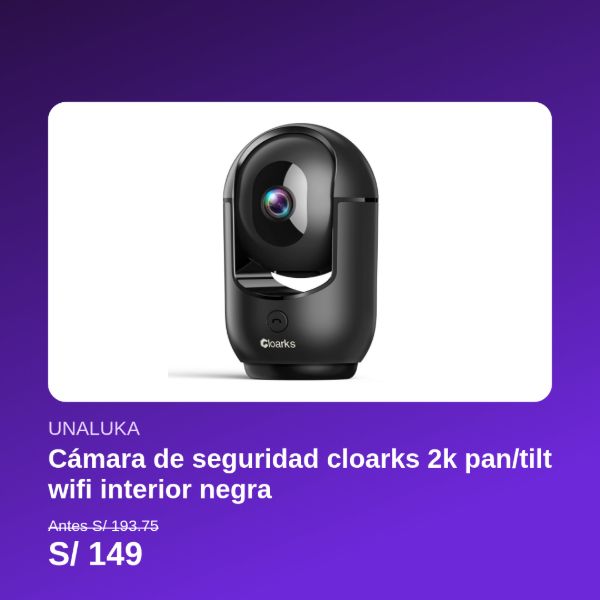 Cloarks
UNALUKA
Cámara de seguridad cloarks 2k pan/tilt
wifi interior negra
Antes S/ 193.75
S/ 149